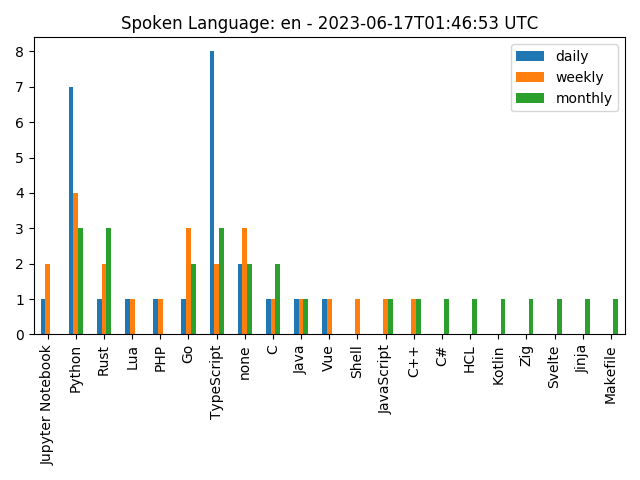 Spoken Language: en - 2023-06-17T01:46:53 UTC
daily
weekly
monthly
8
7
6
5
4
3
2
1
0
Jupyter Notebook
Python
Rust
Lua
PHP
Go
TypeScript
none
C
Java
Vue
Shell
JavaScript
C++
C#
HCL
Kotlin
Zig
Svelte
Jinja
Makefile